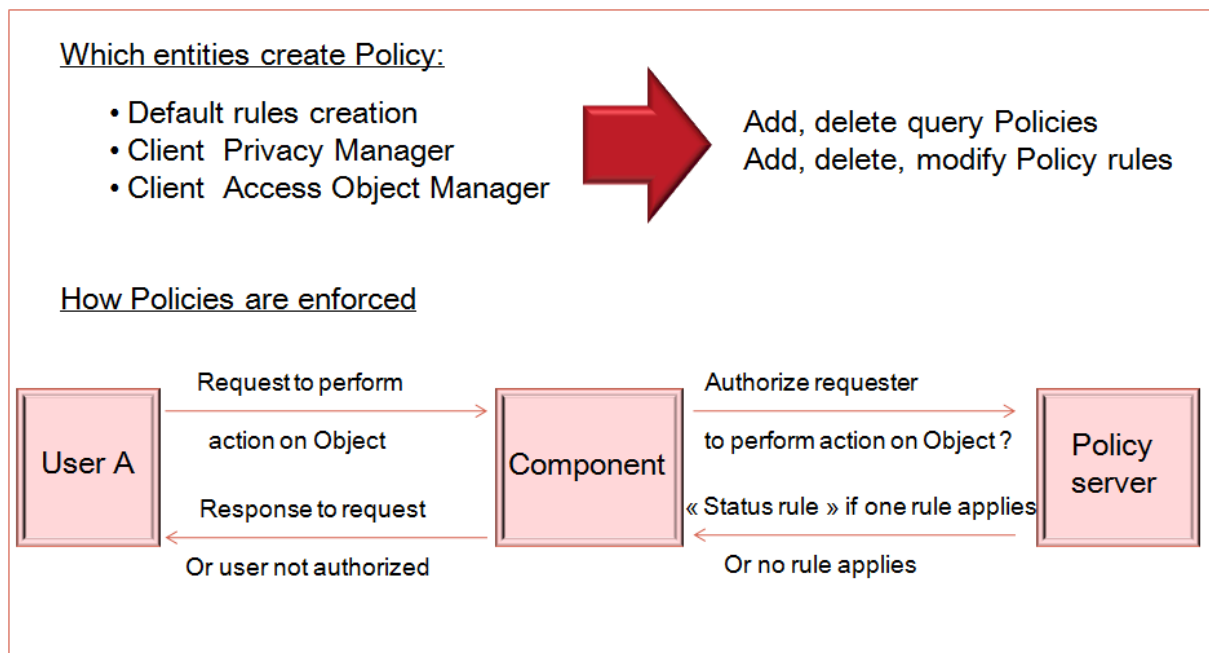 Which entities create Policy:
• Default rules creation
• Client Privacy Manager
• Client Access Object Manager
Add, delete query Policies
Add, delete, modify Policy rules
How Policies are enforced
User A
Request to perform
action on Object
Response to request
Or user not authorized
Component
Authorize requester
to perform action on Object ?
« Status rule » if one rule applies
Or no rule applies
Policy
server